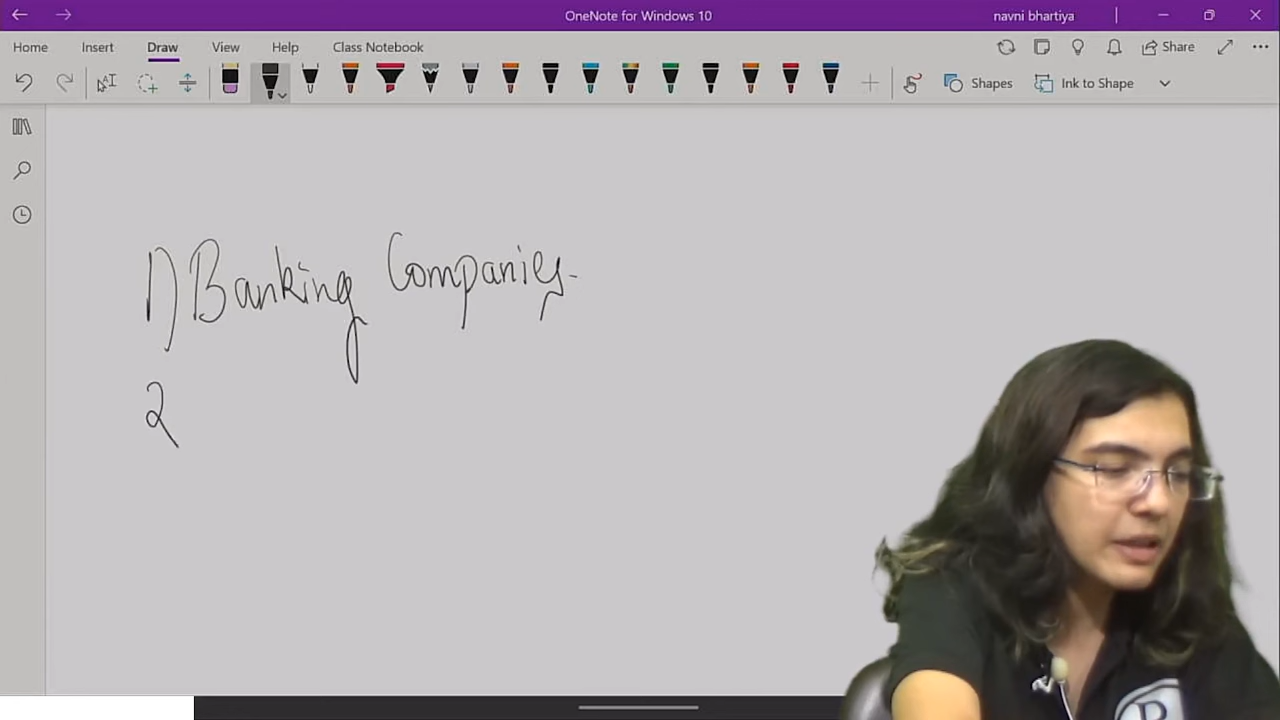 OneNote for Windows 10
navni bhartiya
Home Insert Draw View Help Class Notebook
Share
Shapes Ink to Shape
1) Banking Companies.
2
P